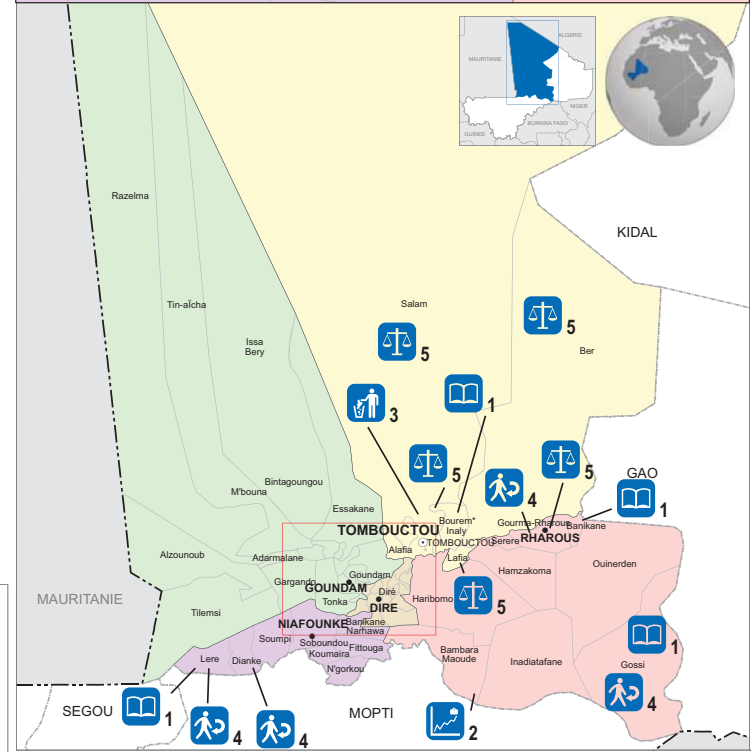 ALGERIE
MAURITANIE
NIGER
BURKINA FASO
GUINEE
Razelma
KIDAL
Tin-aïcha
Salam
5
5
Issa
Bery
Ber
3
1
5
4
5
GAO
1
Bintagoungou
M'bouna
Essakane
Bourem*
Inaly
Gourma-Rharous
Banikane
TOMBOUCTOU
TOMBOUCTOU
Serere
RHAROUS
Alafia
Lafia
Alzounoub
Adarmalane
Ouinerden
Hamzakoma
Gargando
Goundam
GOUNDAM
Diré
DIRE
Haribomo
5
MAURITANIE
Tonka
Tilemsi
NIAFOUNKE
Banikane
Narhawa
Soumpi
Soboundou
Koumaira
Fittouga
Lere
Dianke
N'gorkou
Bambara
Maoude
Inadiatafane
1
Gossi
4
SEGOU
1
4
4
MOPTI
2